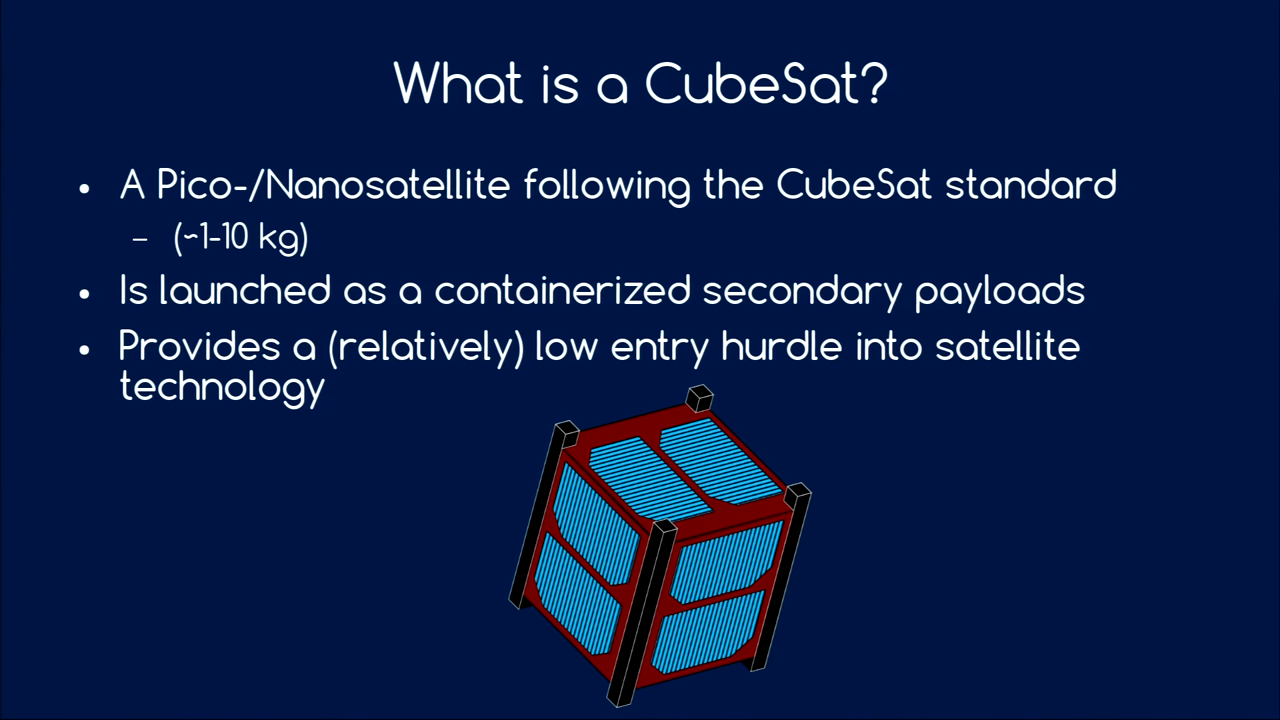 What is a CubeSat?
• A Pico-/Nanosatellite following the CubeSat standard
– (~1-10 kg)
• Is launched as a containerized secondary payloads
• Provides a (relatively) low entry hurdle into satellite
technology